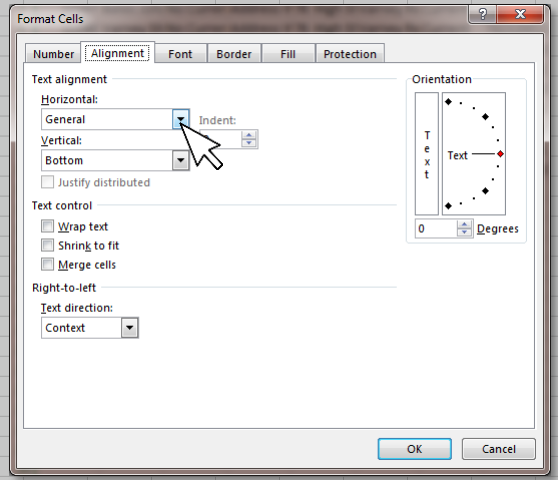 Format Cells
?
Number Alignment Font Border Fill Protection
Text alignment
Horizontal:
General
Indent:
Vertical:
Bottom
Justify distributed
Text control
Wrap text
Shrink to fit
Merge cells
Right-to-left
Text direction:
Context
Orientation
Text
Text
0 Degrees
OK Cancel